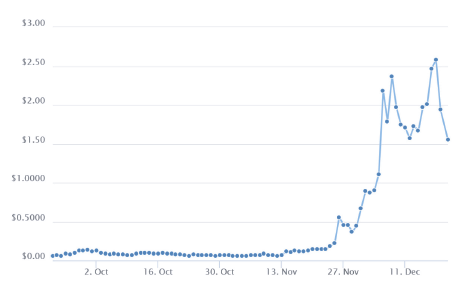 $3.00
$2.50
$2.00
$1.50
$1.0000
$0.5000
$0.00
2. Oct
16. Oct
30. Oct
13. Nov
27. Nov
11. Dec